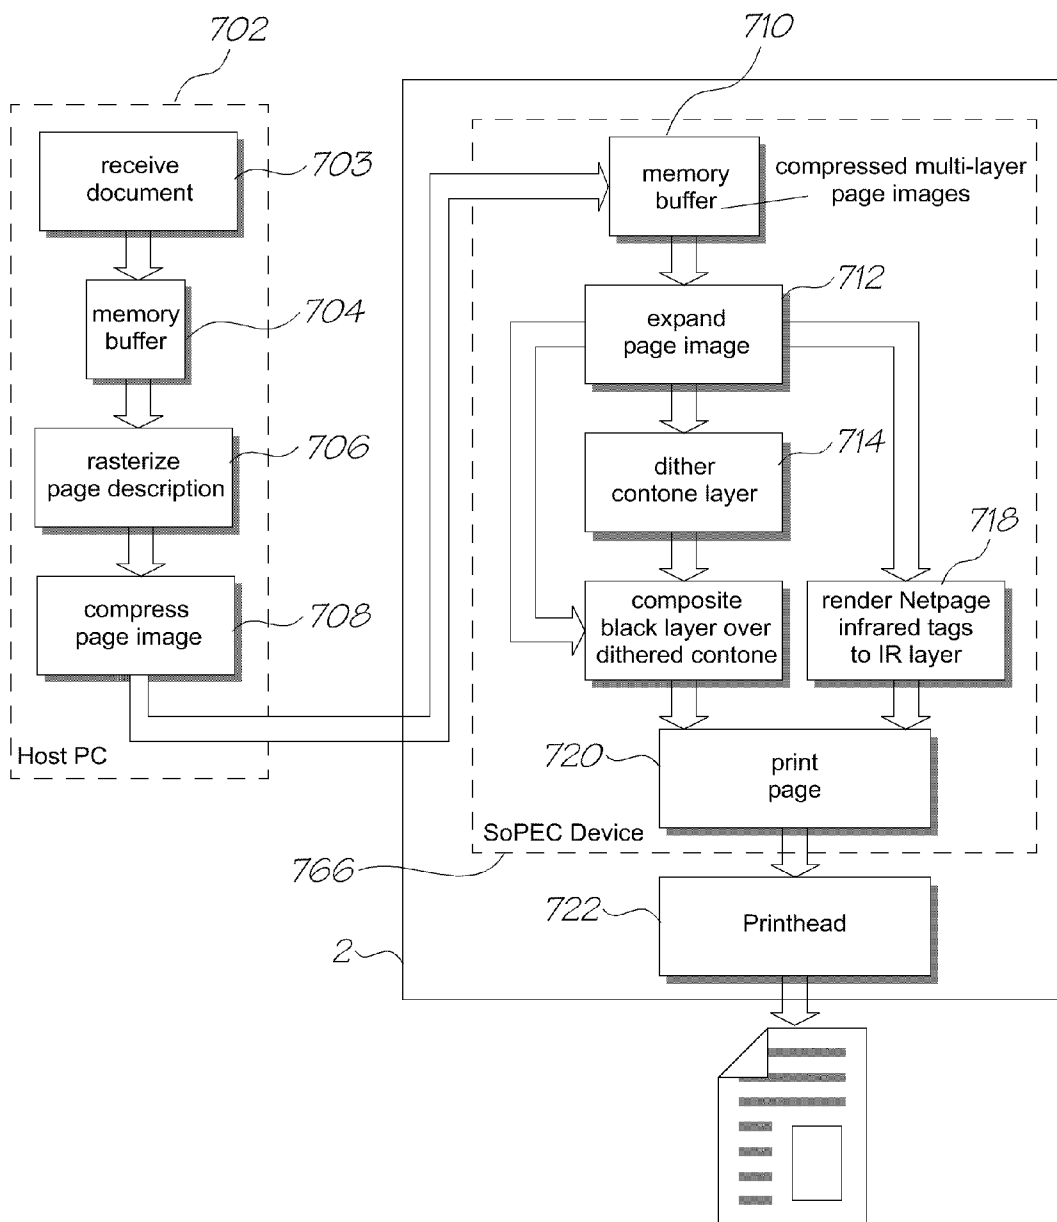 702
710
receive
document
703
memory
buffer
704
rasterize
page description
706
compress
page image
708
Host PC
memory
buffer
compressed multi-layer
page images
expand
page image
712
dither
contone layer
714
composite
black layer over
dithered contone
718
render Netpage
infrared tags
to IR layer
720
print
page
SoPEC Device
766
722
Printhead
2